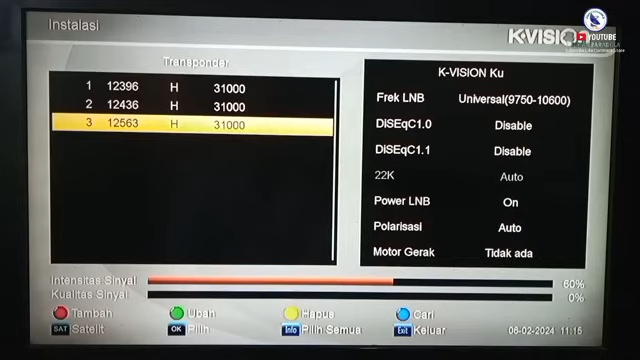 Instalasi
K-VISION
YOUTUBE
Transponder
1 12396 H 31000
2 12436 H 31000
3 12563 H 31000
K-VISION Ku
Frek LNB Universal(9750-10600)
DiSEqC1.0 Disable
DiSEqC1.1 Disable
22K Auto
Power LNB On
Polarisasi Auto
Motor Gerak Tidak ada
Intensitas Sinyal 60%
Kualitas Sinyal 0%
Tambah Ubah Hapus Cari
SAT Satelit OK Pilih Info Pilih Semua Exit Keluar 06-02-2024 11:15